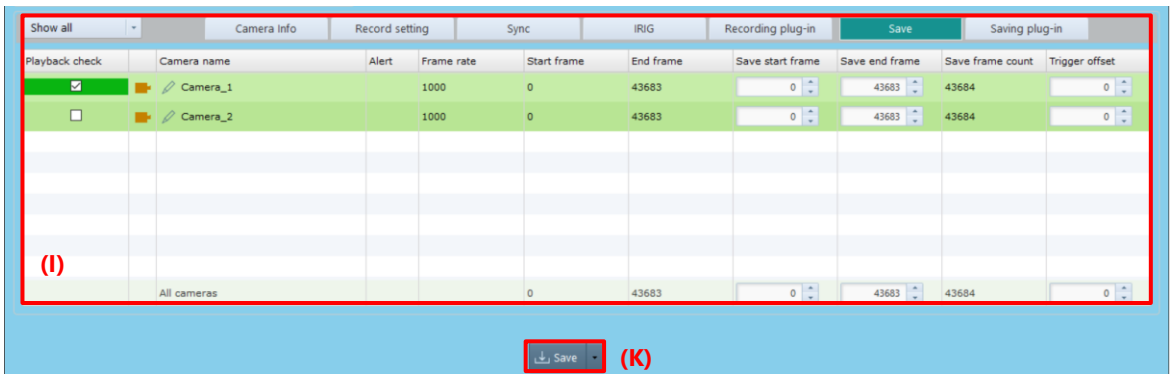 Show all Camera Info Record setting Sync IRIG Recording plug-in Save Saving plug-in
Playback check Camera name Alert Frame rate Start frame End frame Save start frame Save end frame Save frame count Trigger offset
Camera_1 1000 0 43683 0 43683 43684 0
Camera_2 1000 0 43683 0 43683 43684 0
(I)
All cameras 0 43683 0 43683 43684 0
Save (K)